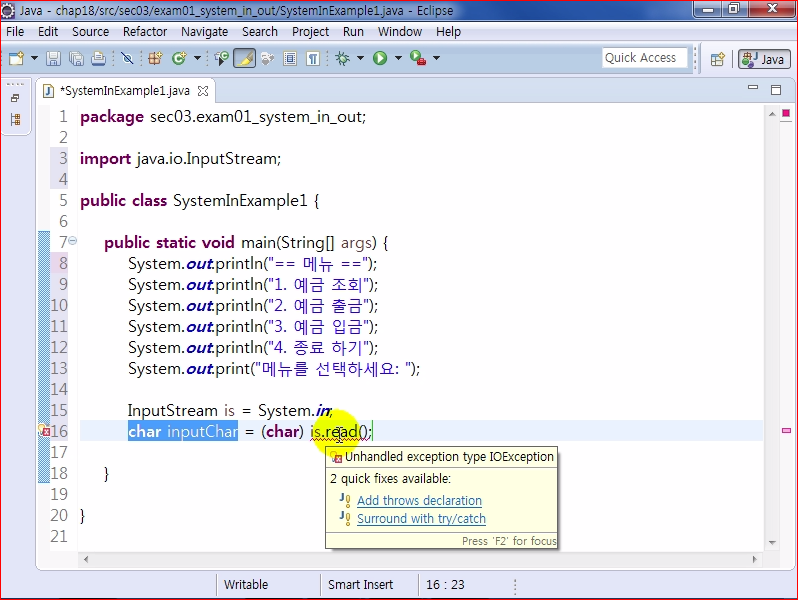 Java - chap18/src/sec03/exam01_system_in_out/SystemInExample1.java - Eclipse
File Edit Source Refactor Navigate Search Project Run Window Help
Quick Access Java
*SystemInExample1.java
1 package sec03.exam01_system_in_out;
2
3 import java.io.InputStream;
4
5 public class SystemInExample1 {
6
7 public static void main(String[] args) {
8 System.out.println("== 메뉴 ==");
9 System.out.println("1. 예금 조회");
10 System.out.println("2. 예금 출금");
11 System.out.println("3. 예금 입금");
12 System.out.println("4. 종료 하기");
13 System.out.print("메뉴를 선택하세요: ");
14
15 InputStream is = System.in;
16 char inputChar = (char) is.read();
17
Unhandled exception type IOException
18 }
2 quick fixes available:
19
Add throws declaration
20 }
Surround with try/catch
21
Press 'F2' for focus
Writable Smart Insert 16 : 23